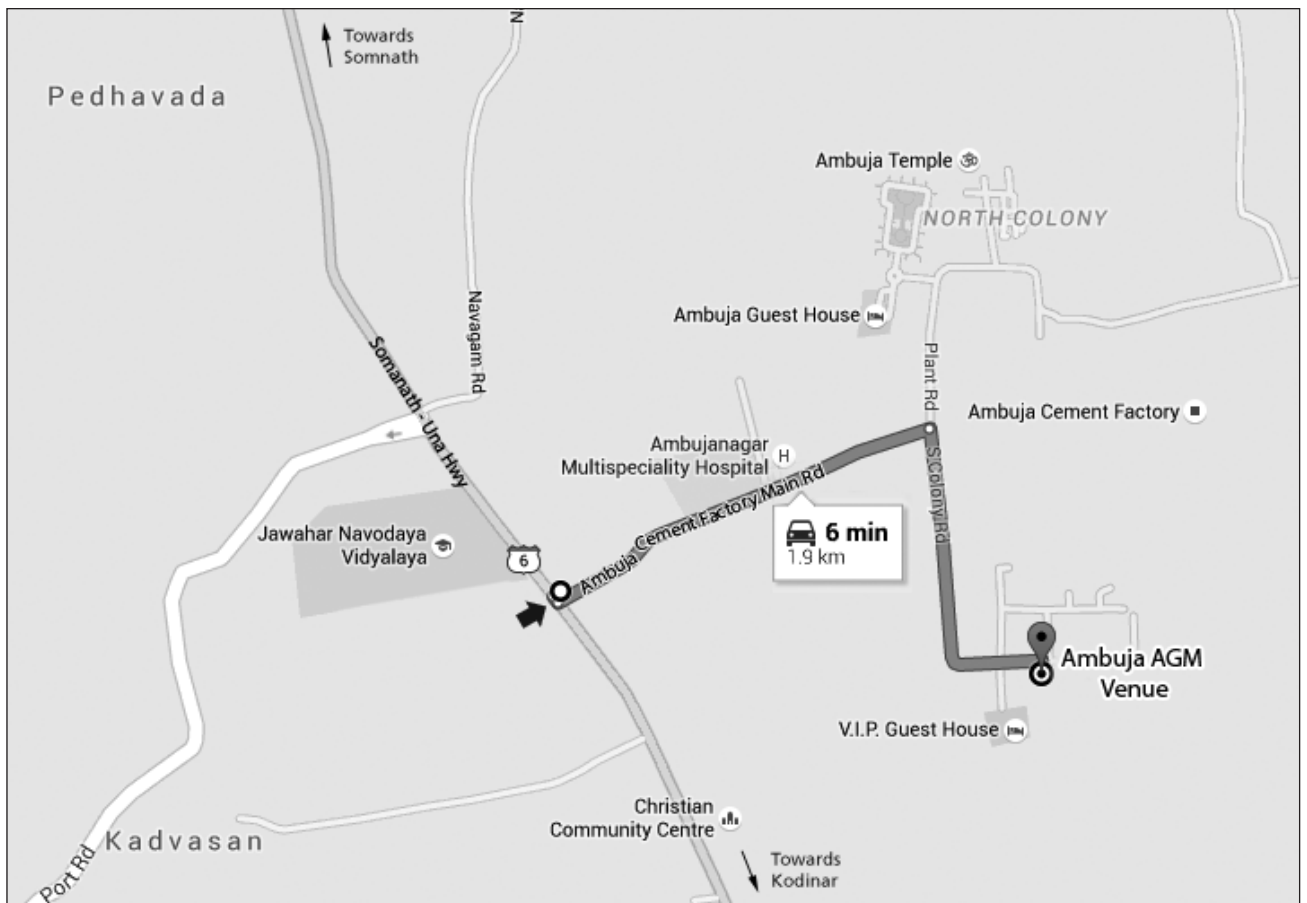 Towards
Somnath
N
Pedhavada
Ambuja Temple
NORTH COLONY
Navagam Rd
Ambuja Guest House
Somanath - Una Hwy
Plant Rd
Ambuja Cement Factory
Ambujanagar
Multispeciality Hospital
H
S Colony Rd
Ambuja Cement Factory Main Rd
6 min
1.9 km
Jawahar Navodaya
Vidyalaya
6
Ambuja AGM
Venue
V.I.P. Guest House
Christian
Community Centre
Kadvasan
Port Rd
Towards
Kodinar